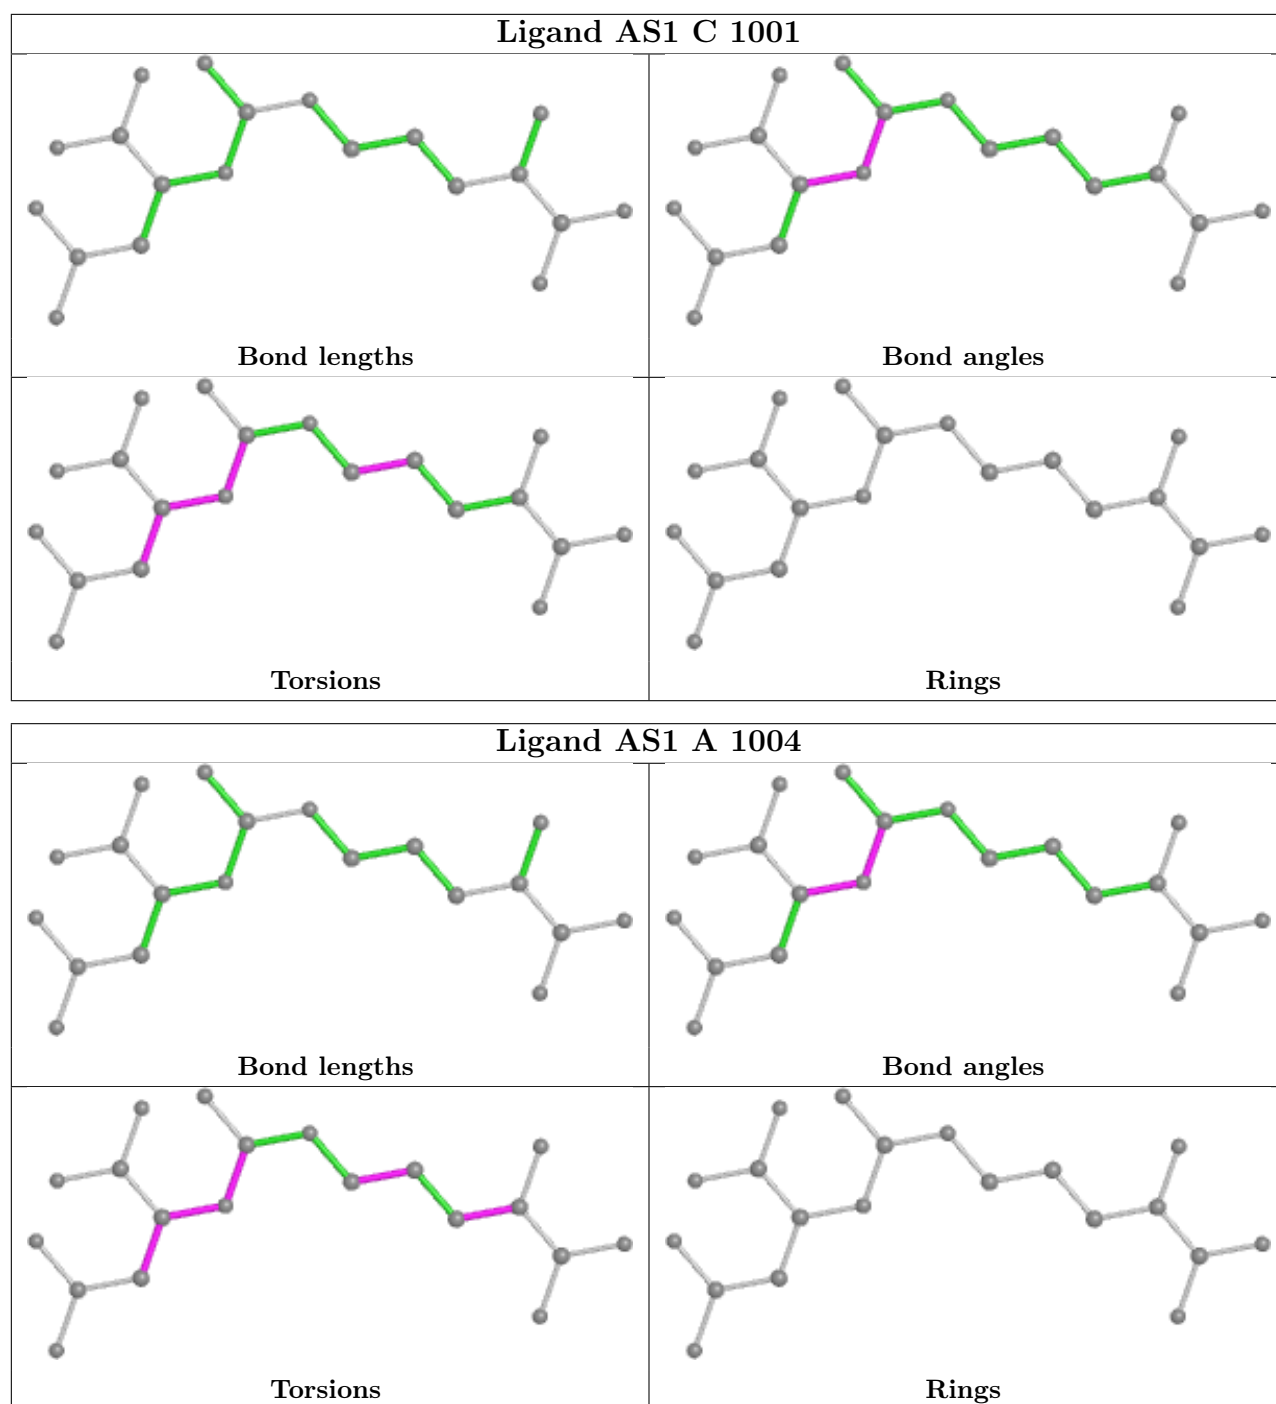 Ligand AS1 C 1001
Bond lengths
Bond angles
Torsions
Rings
Ligand AS1 A 1004
Bond lengths
Bond angles
Torsions
Rings